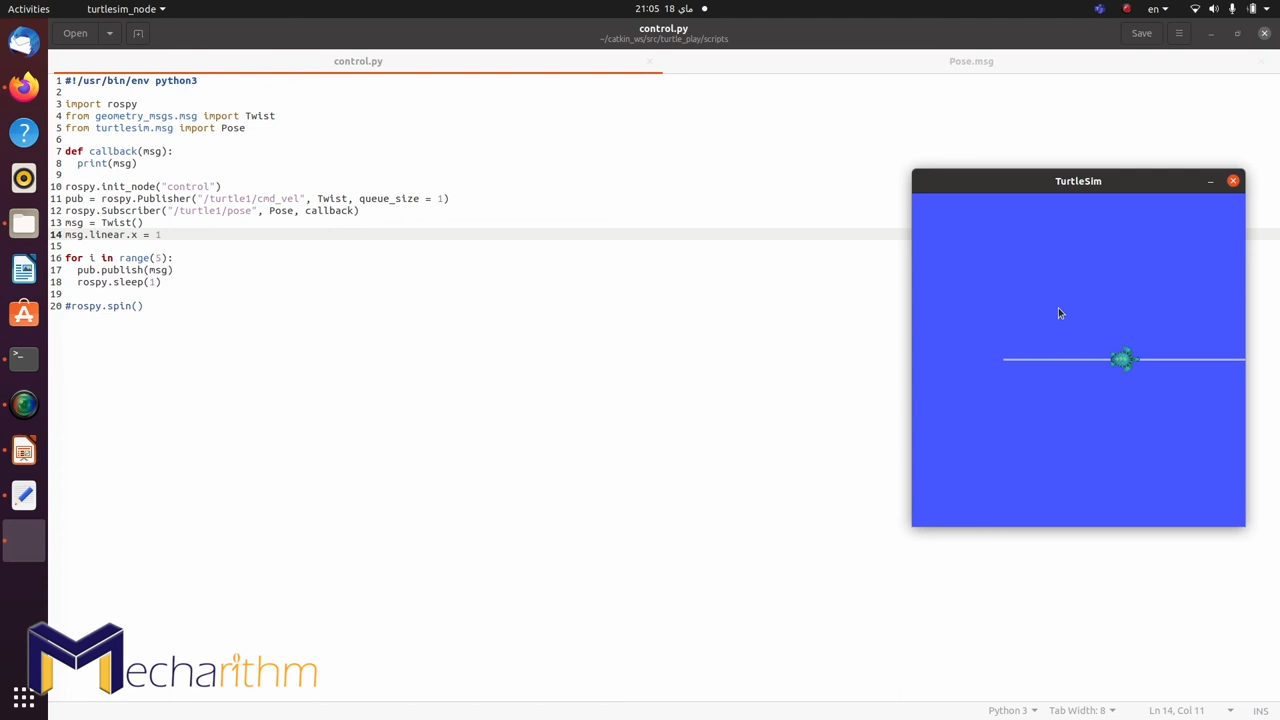 Activities
turtlesim_node
21:05 18 ماي
en
Open
control.py
~/catkin_ws/src/turtle_play/scripts
Save
control.py
Pose.msg
1 #!/usr/bin/env python3
2
3 import rospy
4 from geometry_msgs.msg import Twist
5 from turtlesim.msg import Pose
6
7 def callback(msg):
8   print(msg)
9
10 rospy.init_node("control")
11 pub = rospy.Publisher("/turtle1/cmd_vel", Twist, queue_size = 1)
12 rospy.Subscriber("/turtle1/pose", Pose, callback)
13 msg = Twist()
14 msg.linear.x = 1
15
16 for i in range(5):
17   pub.publish(msg)
18   rospy.sleep(1)
19
20 #rospy.spin()
TurtleSim
Mecharithm
Python 3
Tab Width: 8
Ln 14, Col 11
INS